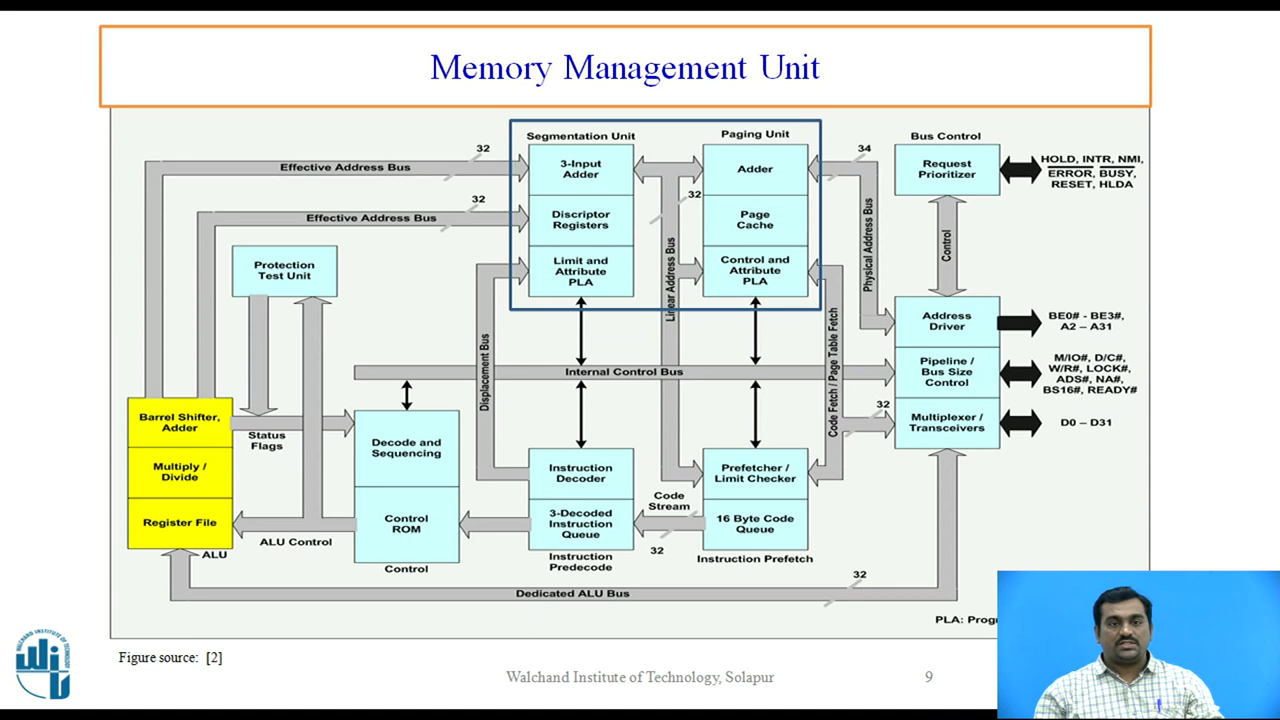 Memory Management Unit
Segmentation Unit
Paging Unit
Bus Control
32
Effective Address Bus
3-Input
Adder
Adder
34
Request
Prioritizer
HOLD, INTR, NMI,
ERROR, BUSY,
RESET, HLDA
32
Effective Address Bus
Discriptor
Registers
32
Page
Cache
Protection
Test Unit
Limit and
Attribute
PLA
Linear Address Bus
Control and
Attribute
PLA
Physical Address Bus
Control
Displacement Bus
Internal Control Bus
Code Fetch / Page Table Fetch
Address
Driver
BE0# - BE3#,
A2 – A31
Pipeline /
Bus Size
Control
M/IO#, D/C#,
W/R#, LOCK#,
ADS#, NA#,
BS16#, READY#
32
Multiplexer /
Transceivers
D0 – D31
Barrel Shifter,
Adder
Status
Flags
Multiply /
Divide
Register File
ALU
ALU Control
Decode and
Sequencing
Control
ROM
Control
Instruction
Decoder
3-Decoded
Instruction
Queue
Instruction
Predecode
Code
Stream
32
Prefetcher /
Limit Checker
16 Byte Code
Queue
Instruction Prefetch
32
Dedicated ALU Bus
PLA: Progr
WALCHAND INSTITUTE OF TECHNOLOGY, SOLAPUR
Figure source: [2]
Walchand Institute of Technology, Solapur
9